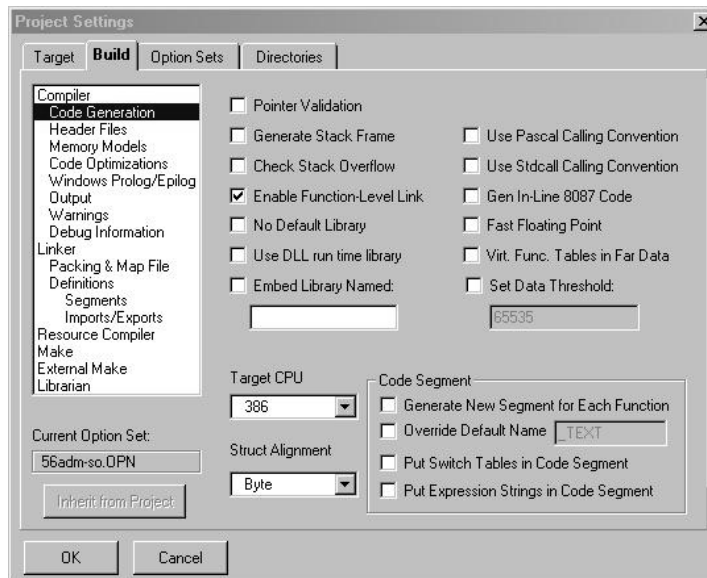 Project Settings
Target Build Option Sets Directories
Compiler
Code Generation
Header Files
Memory Models
Code Optimizations
Windows Prolog/Epilog
Output
Warnings
Debug Information
Linker
Packing & Map File
Definitions
Segments
Imports/Exports
Resource Compiler
Make
External Make
Librarian
Current Option Set:
56adm-so.OPN
Inherit from Project
Pointer Validation
Generate Stack Frame
Check Stack Overflow
Enable Function-Level Link
No Default Library
Use DLL run time library
Embed Library Named:
Use Pascal Calling Convention
Use Stdcall Calling Convention
Gen In-Line 8087 Code
Fast Floating Point
Virt. Func. Tables in Far Data
Set Data Threshold:
65535
Target CPU
386
Struct Alignment
Byte
Code Segment
Generate New Segment for Each Function
Override Default Name _TEXT
Put Switch Tables in Code Segment
Put Expression Strings in Code Segment
OK Cancel